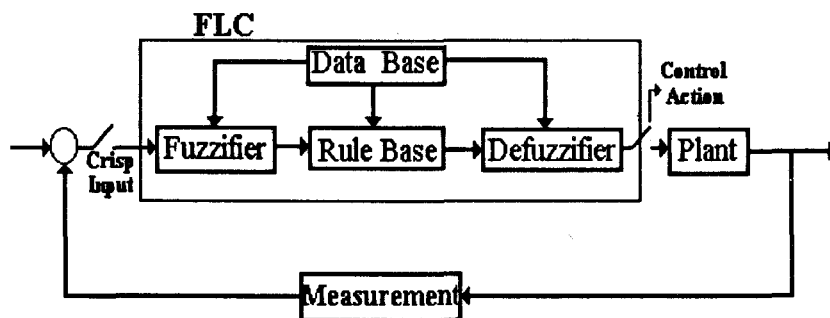 FLC
Data Base
Control
Action
Fuzzifier
Rule Base
Defuzzifier
Plant
Crisp
Input
Measurement